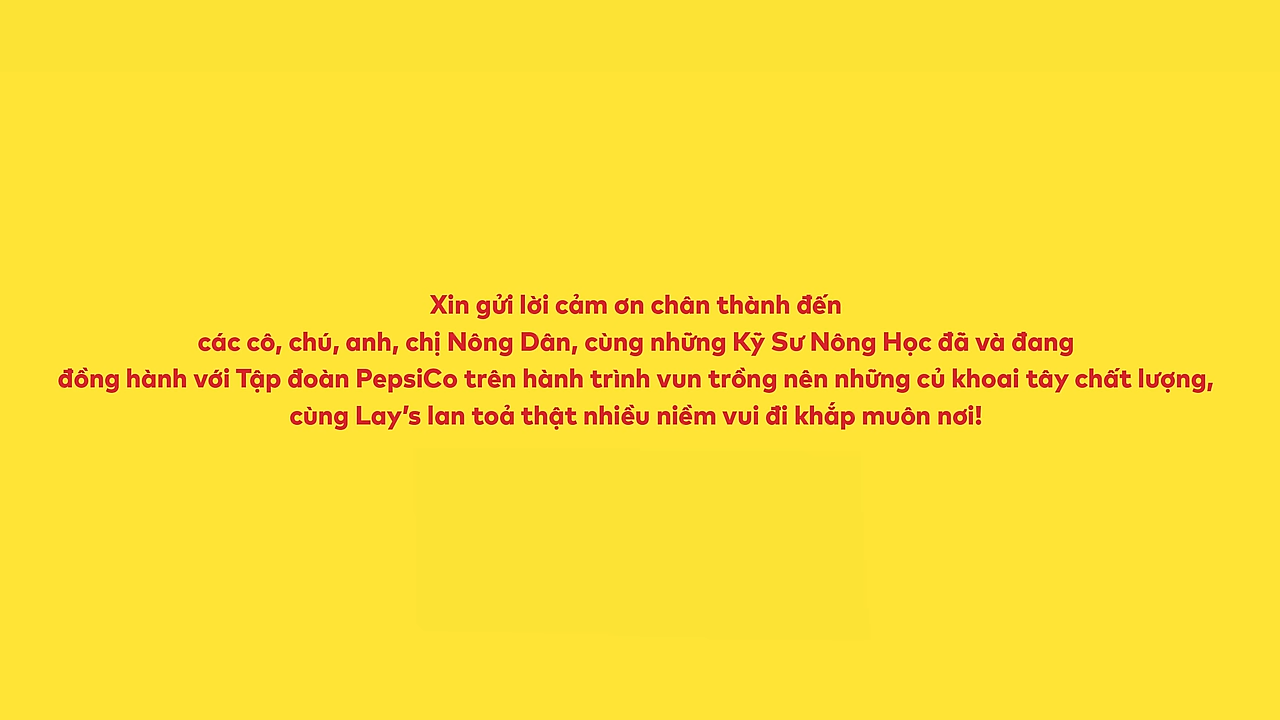 Xin gửi lời cảm ơn chân thành đến
các cô, chú, anh, chị Nông Dân, cùng những Kỹ Sư Nông Học đã và đang
đồng hành với Tập đoàn PepsiCo trên hành trình vun trồng nên những củ khoai tây chất lượng,
cùng Lay’s lan toả thật nhiều niềm vui đi khắp muôn nơi!